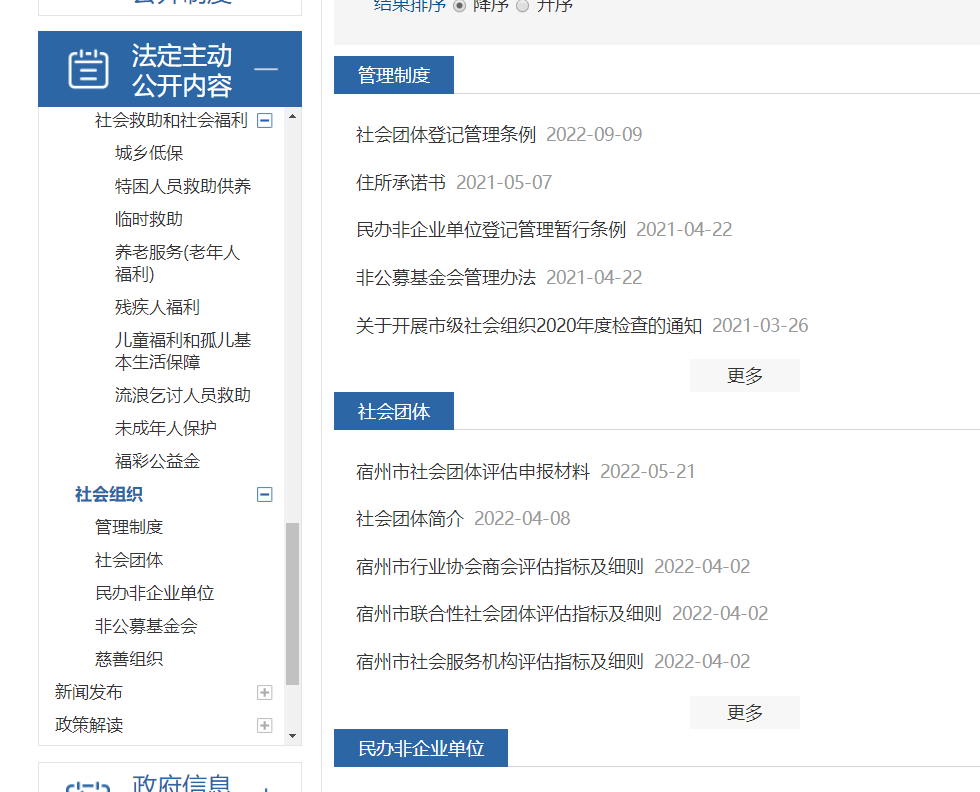 公开制度
法定主动
公开内容
社会救助和社会福利
城乡低保
特困人员救助供养
临时救助
养老服务(老年人
福利)
残疾人福利
儿童福利和孤儿基
本生活保障
流浪乞讨人员救助
未成年人保护
福彩公益金
社会组织
管理制度
社会团体
民办非企业单位
非公募基金会
慈善组织
新闻发布
政策解读
政府信息
结果排序 降序 升序
管理制度
社会团体登记管理条例 2022-09-09
住所承诺书 2021-05-07
民办非企业单位登记管理暂行条例 2021-04-22
非公募基金会管理办法 2021-04-22
关于开展市级社会组织2020年度检查的通知 2021-03-26
更多
社会团体
宿州市社会团体评估申报材料 2022-05-21
社会团体简介 2022-04-08
宿州市行业协会商会评估指标及细则 2022-04-02
宿州市联合性社会团体评估指标及细则 2022-04-02
宿州市社会服务机构评估指标及细则 2022-04-02
更多
民办非企业单位